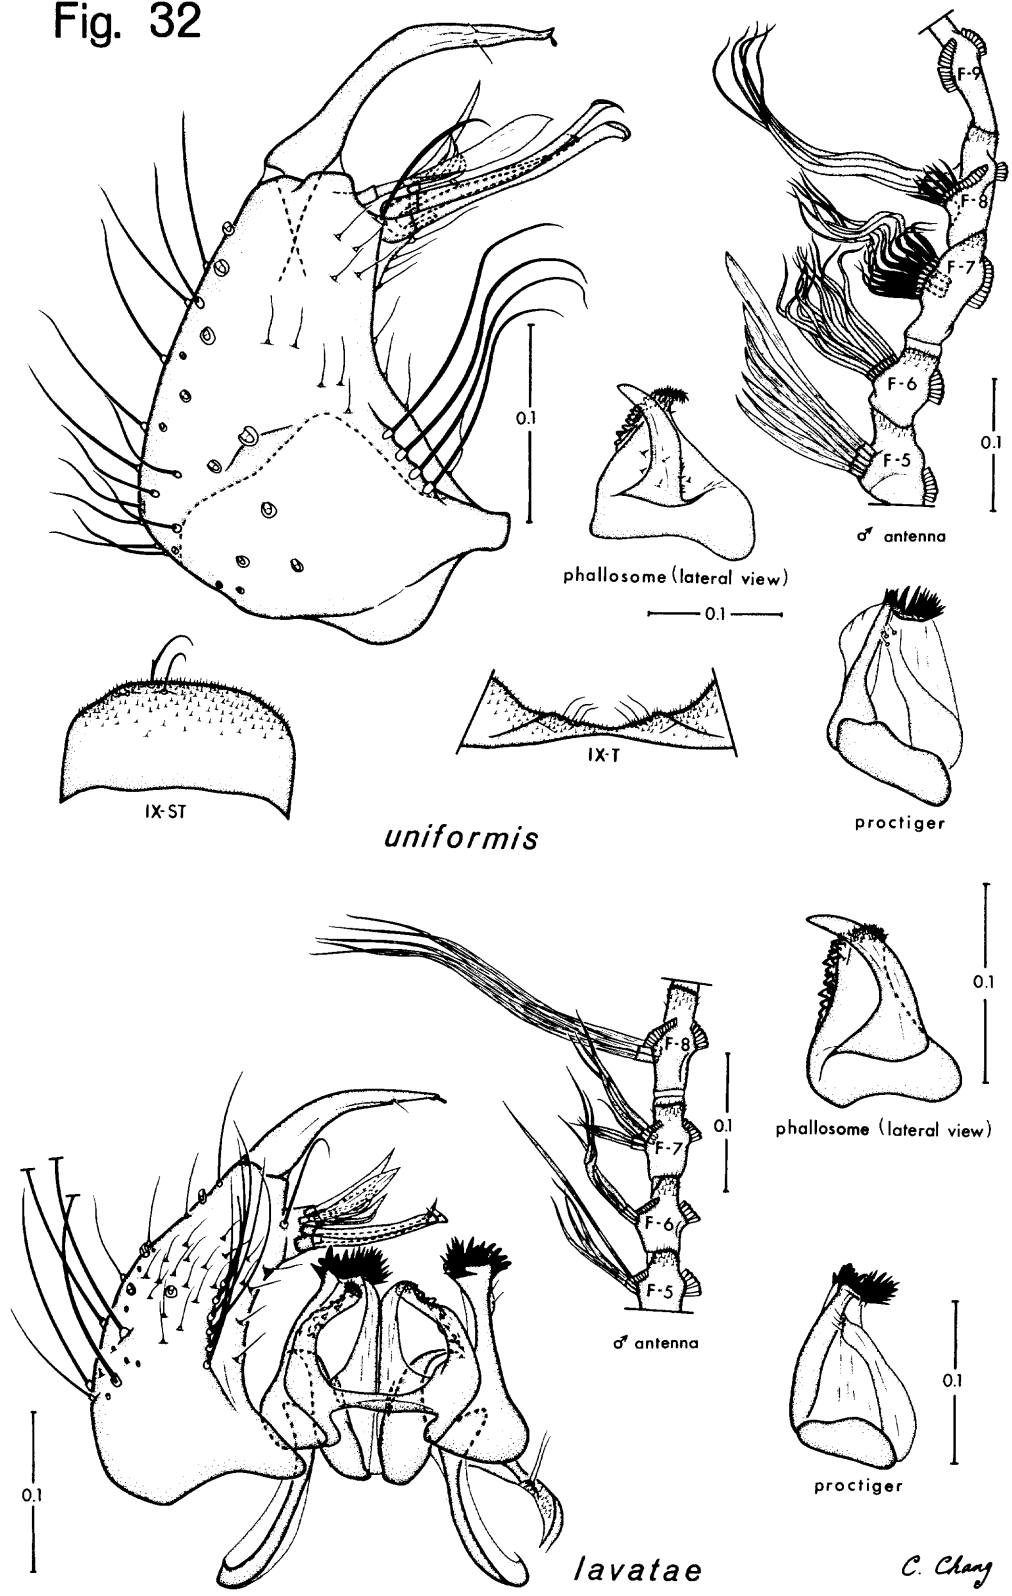 Fig. 32
F-9
F-8
F-7
F-6
F-5
0.1
0.1
♂ antenna
phallosome (lateral view)
0.1
IX-ST
IX-T
proctiger
uniformis
F-8
F-7
F-6
F-5
0.1
♂ antenna
0.1
phallosome (lateral view)
0.1
proctiger
0.1
lavatae
C. Chang